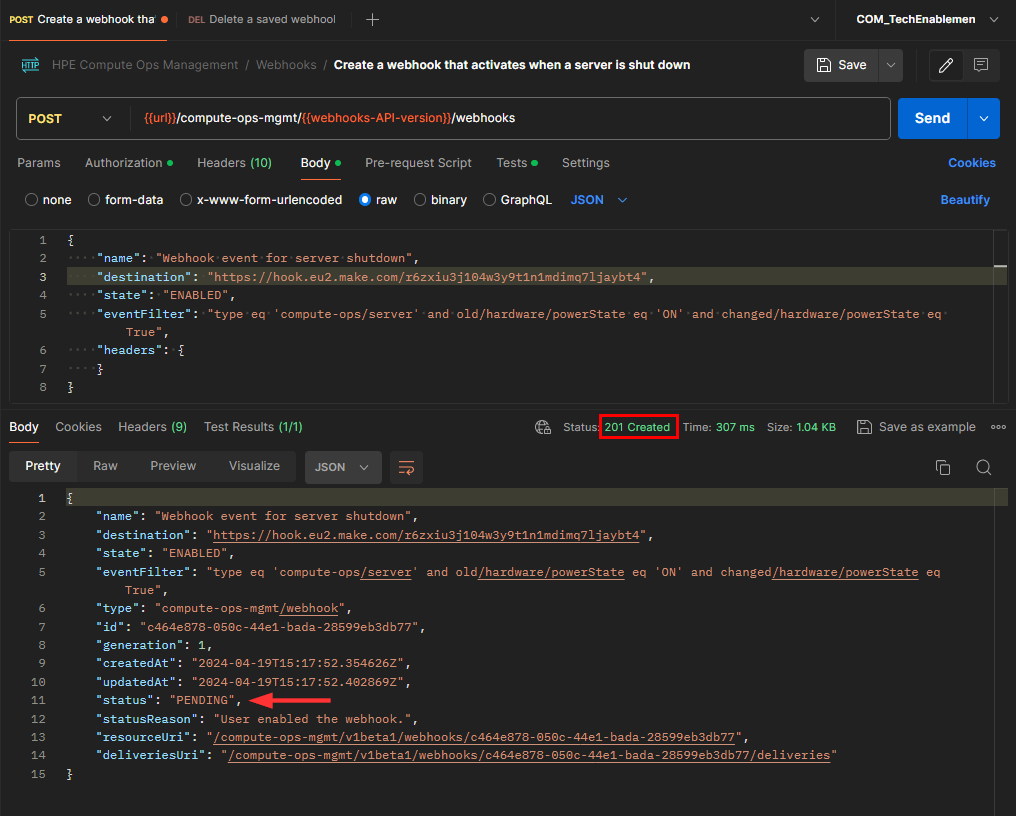 POST Create a webhook that DEL Delete a saved webhool COM_TechEnablemen
HTTP HPE Compute Ops Management / Webhooks / Create a webhook that activates when a server is shut down Save
POST {{url}}/compute-ops-mgmt/{{webhooks-API-version}}/webhooks Send
Params Authorization Headers (10) Body Pre-request Script Tests Settings Cookies
none form-data x-www-form-urlencoded raw binary GraphQL JSON Beautify
1 {
2 "name": "Webhook event for server shutdown",
3 "destination": "https://hook.eu2.make.com/r6zxiu3j104w3y9t1n1mdimq7ljaybt4",
4 "state": "ENABLED",
5 "eventFilter": "type eq 'compute-ops/server' and old/hardware/powerState eq 'ON' and changed/hardware/powerState eq
True",
6 "headers": {
7 }
8 }
Body Cookies Headers (9) Test Results (1/1) Status: 201 Created Time: 307 ms Size: 1.04 KB Save as example
Pretty Raw Preview Visualize JSON
1 {
2 "name": "Webhook event for server shutdown",
3 "destination": "https://hook.eu2.make.com/r6zxiu3j104w3y9t1n1mdimq7ljaybt4",
4 "state": "ENABLED",
5 "eventFilter": "type eq 'compute-ops/server' and old/hardware/powerState eq 'ON' and changed/hardware/powerState eq
True",
6 "type": "compute-ops-mgmt/webhook",
7 "id": "c464e878-050c-44e1-bada-28599eb3db77",
8 "generation": 1,
9 "createdAt": "2024-04-19T15:17:52.354626Z",
10 "updatedAt": "2024-04-19T15:17:52.402869Z",
11 "status": "PENDING",
12 "statusReason": "User enabled the webhook.",
13 "resourceUri": "/compute-ops-mgmt/v1beta1/webhooks/c464e878-050c-44e1-bada-28599eb3db77",
14 "deliveriesUri": "/compute-ops-mgmt/v1beta1/webhooks/c464e878-050c-44e1-bada-28599eb3db77/deliveries"
15 }